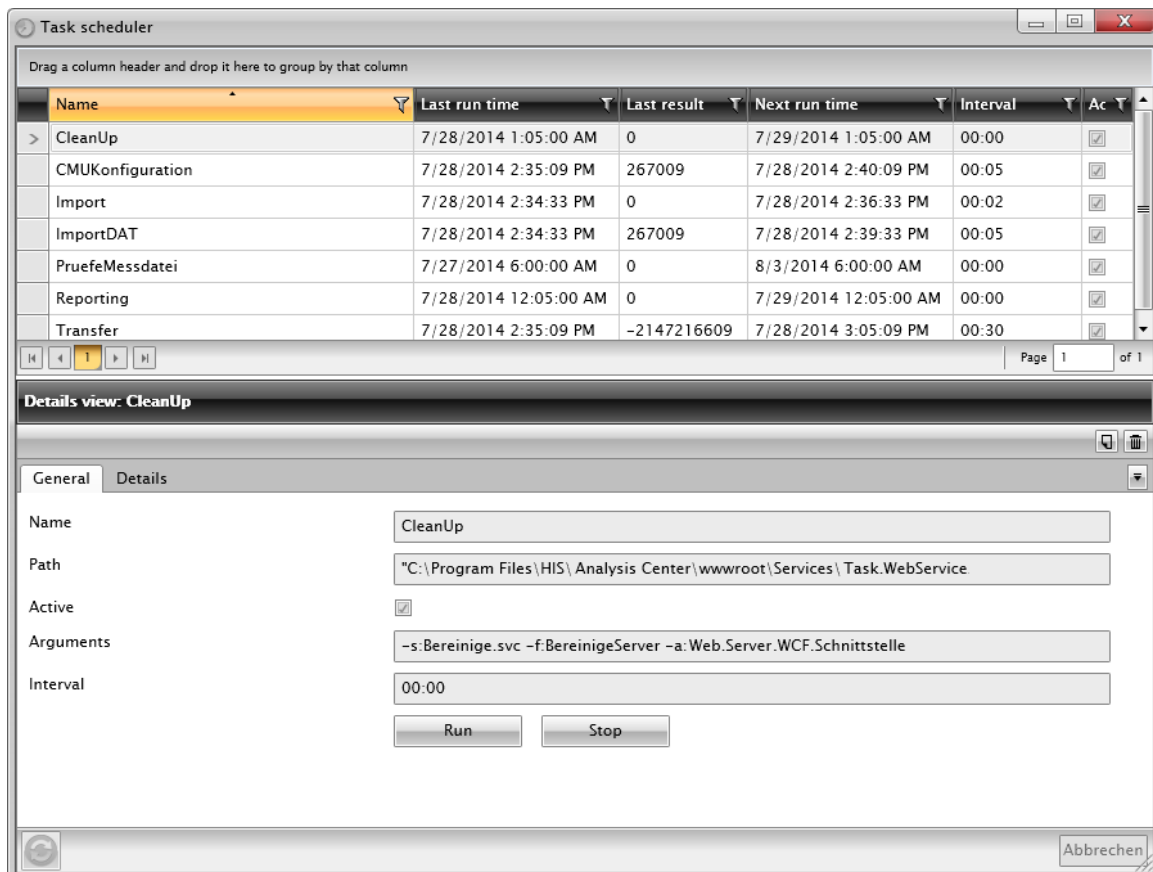 Task scheduler
Drag a column header and drop it here to group by that column
Name Last run time Last result Next run time Interval Ac
CleanUp 7/28/2014 1:05:00 AM 0 7/29/2014 1:05:00 AM 00:00
CMUKonfiguration 7/28/2014 2:35:09 PM 267009 7/28/2014 2:40:09 PM 00:05
Import 7/28/2014 2:34:33 PM 0 7/28/2014 2:36:33 PM 00:02
ImportDAT 7/28/2014 2:34:33 PM 267009 7/28/2014 2:39:33 PM 00:05
PruefeMessdatei 7/27/2014 6:00:00 AM 0 8/3/2014 6:00:00 AM 00:00
Reporting 7/28/2014 12:05:00 AM 0 7/29/2014 12:05:00 AM 00:00
Transfer 7/28/2014 2:35:09 PM -2147216609 7/28/2014 3:05:09 PM 00:30
1 Page 1 of 1
Details view: CleanUp
General Details
Name CleanUp
Path "C:\Program Files\HIS\Analysis Center\wwwroot\Services\Task.WebService
Active
Arguments -s:Bereinige.svc -f:BereinigeServer -a:Web.Server.WCF.Schnittstelle
Interval 00:00
Run Stop
Abbrechen